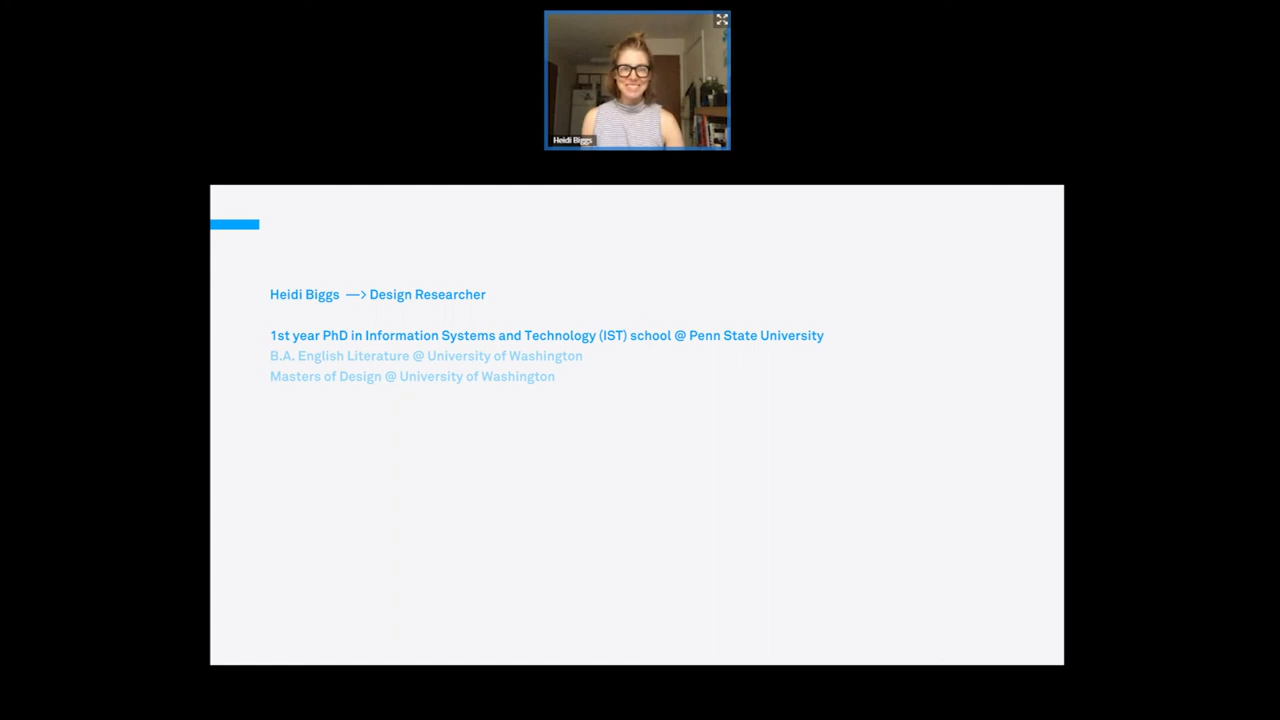 Heidi Biggs
Heidi Biggs —> Design Researcher
1st year PhD in Information Systems and Technology (IST) school @ Penn State University
B.A. English Literature @ University of Washington
Masters of Design @ University of Washington